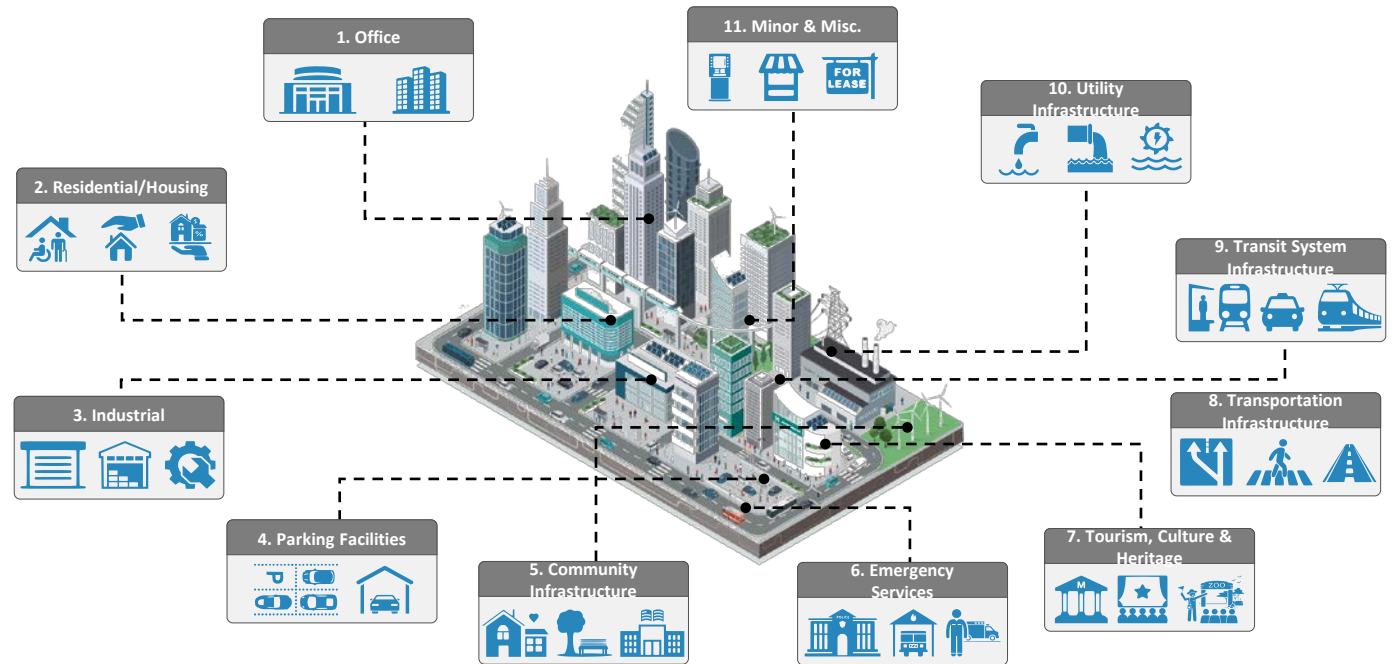 1. Office
11. Minor & Misc.
FOR
LEASE
10. Utility
Infrastructure
2. Residential/Housing
%
9. Transit System
Infrastructure
3. Industrial
8. Transportation
Infrastructure
4. Parking Facilities
P
5. Community
Infrastructure
6. Emergency
Services
POLICE
7. Tourism, Culture &
Heritage
M
ZOO